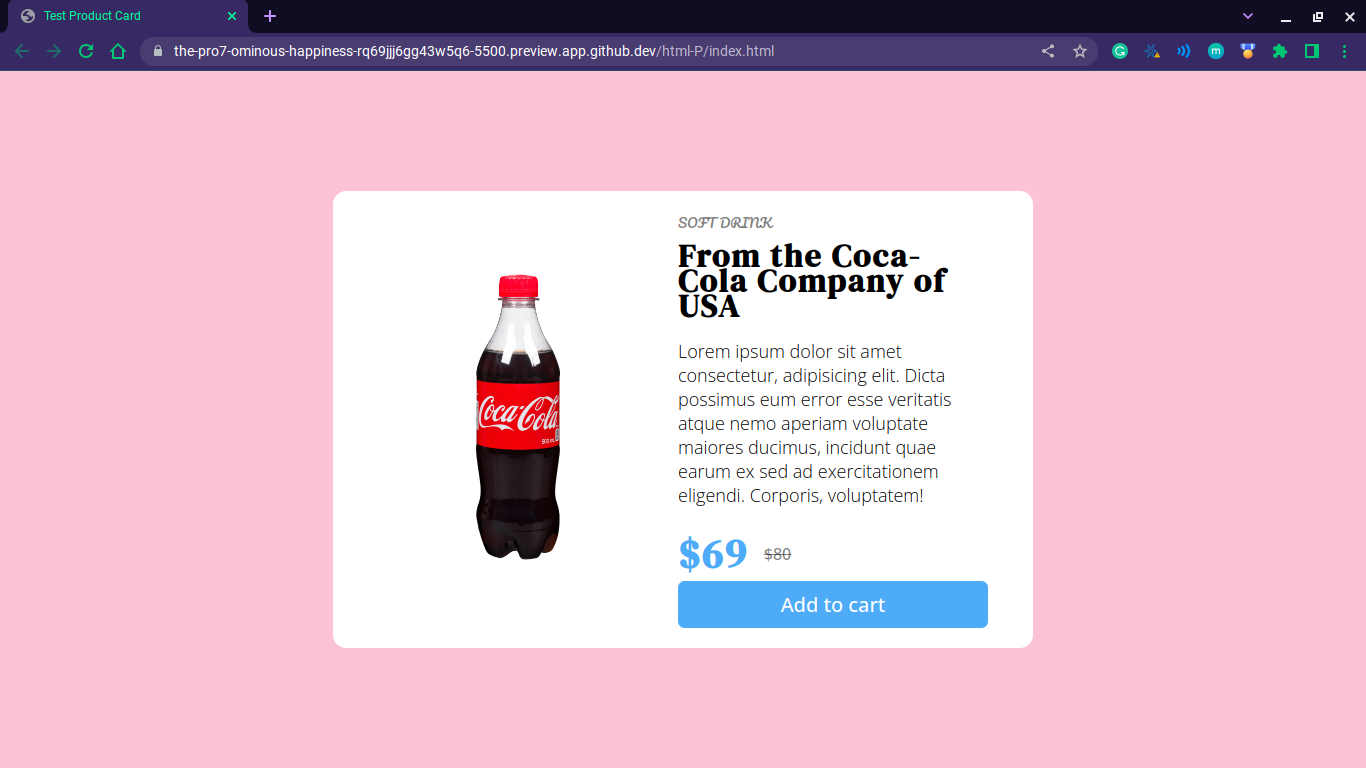 Test Product Card
the-pro7-ominous-happiness-rq69jjj6gg43w5q6-5500.preview.app.github.dev/html-P/index.html
SOFT DRINK
From the Coca-
Cola Company of
USA
Lorem ipsum dolor sit amet
consectetur, adipisicing elit. Dicta
possimus eum error esse veritatis
atque nemo aperiam voluptate
maiores ducimus, incidunt quae
earum ex sed ad exercitationem
eligendi. Corporis, voluptatem!
Coca-Cola
500 mL
$69 $80
Add to cart